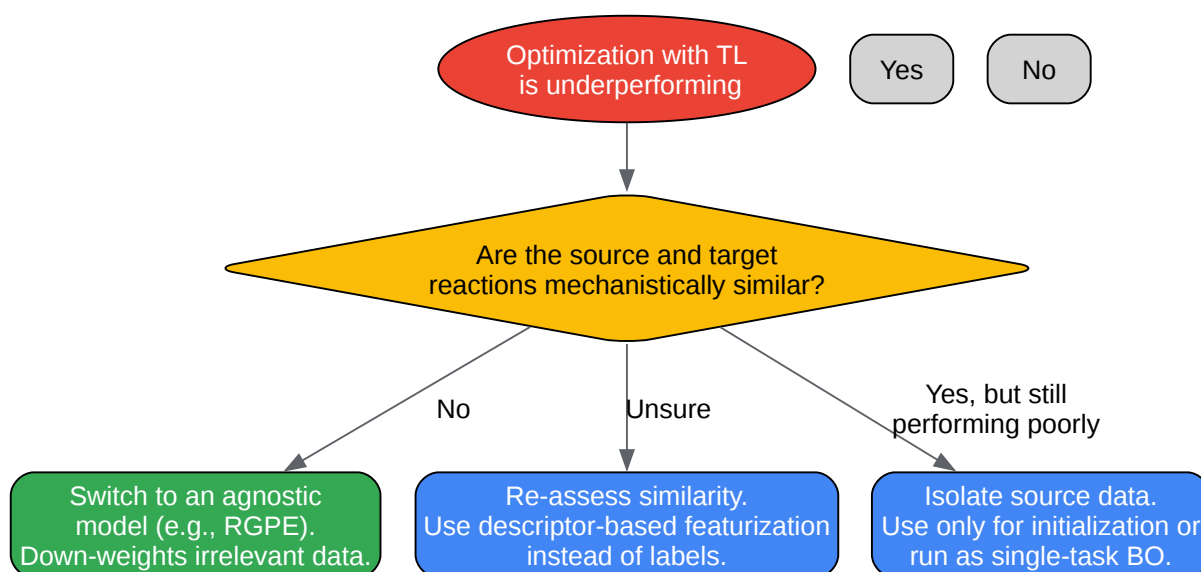 Optimization with TL
is underperforming
Yes
No
Are the source and target
reactions mechanistically similar?
No
Unsure
Yes, but still
performing poorly
Switch to an agnostic
model (e.g., RGPE).
Down-weights irrelevant data.
Re-assess similarity.
Use descriptor-based featurization
instead of labels.
Isolate source data.
Use only for initialization or
run as single-task BO.